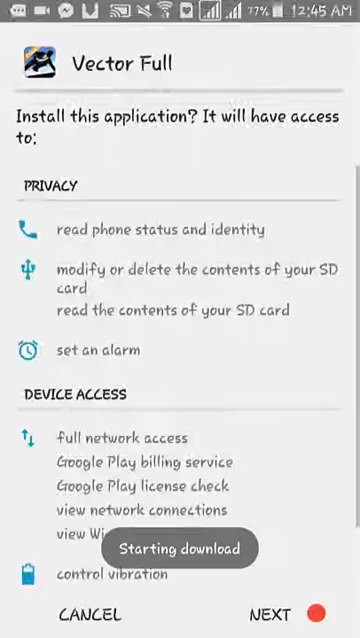 77% 12:45 AM
Vector Full
Install this application? It will have access
to:
PRIVACY
read phone status and identity
modify or delete the contents of your SD
card
read the contents of your SD card
set an alarm
DEVICE ACCESS
full network access
Google Play billing service
Google Play license check
view network connections
view
Starting download
control vibration
CANCEL NEXT